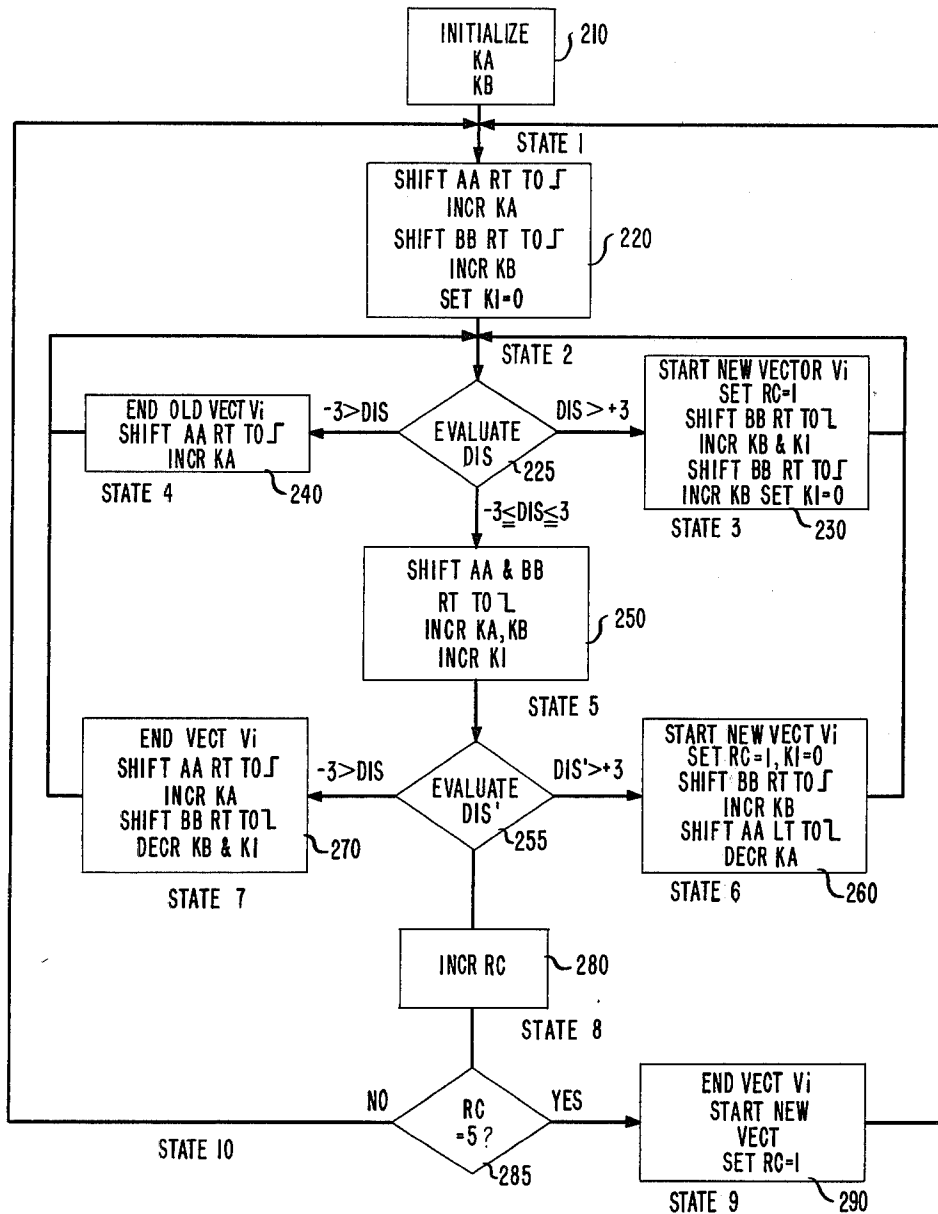 INITIALIZE
KA
KB
210
STATE 1
SHIFT AA RT TO
INCR KA
SHIFT BB RT TO
INCR KB
SET KI=0
220
STATE 2
EVALUATE
DIS
225
-3>DIS
DIS>+3
-3≦DIS≦3
END OLD VECT Vi
SHIFT AA RT TO
INCR KA
240
STATE 4
START NEW VECTOR Vi
SET RC=1
SHIFT BB RT TO
INCR KB & KI
SHIFT BB RT TO
INCR KB SET KI=0
230
STATE 3
SHIFT AA & BB
RT TO
INCR KA,KB
INCR KI
250
STATE 5
EVALUATE
DIS'
255
-3>DIS
DIS'>+3
END VECT Vi
SHIFT AA RT TO
INCR KA
SHIFT BB RT TO
DECR KB & KI
270
STATE 7
START NEW VECT Vi
SET RC=1,KI=0
SHIFT BB RT TO
INCR KB
SHIFT AA LT TO
DECR KA
260
STATE 6
INCR RC
280
STATE 8
RC
=5?
285
NO
YES
STATE 10
END VECT Vi
START NEW
VECT
SET RC=1
290
STATE 9